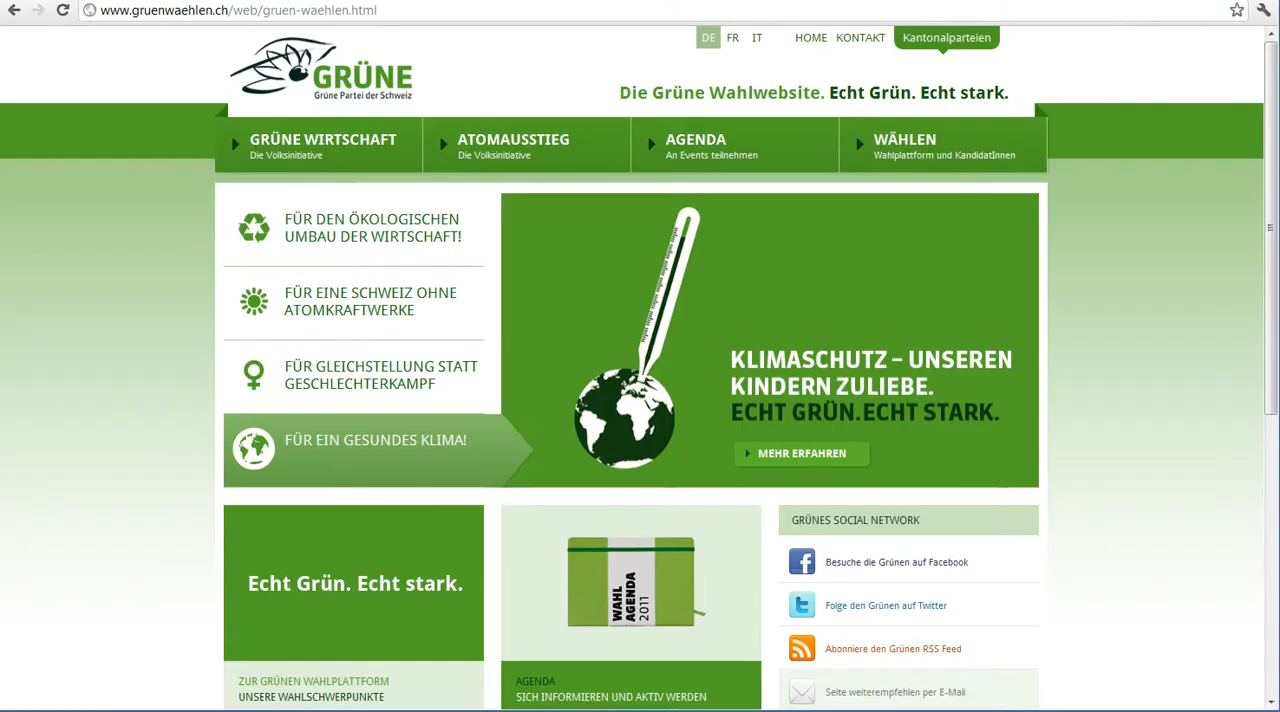 www.gruenwaehlen.ch/web/gruen-waehlen.html
DE FR IT HOME KONTAKT Kantonalparteien
GRÜNE
Grüne Partei der Schweiz
Die Grüne Wahlwebsite. Echt Grün. Echt stark.
GRÜNE WIRTSCHAFT
Die Volksinitiative
ATOMAUSSTIEG
Die Volksinitiative
AGENDA
An Events teilnehmen
WÄHLEN
Wahlplattform und KandidatInnen
FÜR DEN ÖKOLOGISCHEN
UMBAU DER WIRTSCHAFT!
FÜR EINE SCHWEIZ OHNE
ATOMKRAFTWERKE
FÜR GLEICHSTELLUNG STATT
GESCHLECHTERKAMPF
FÜR EIN GESUNDES KLIMA!
KLIMASCHUTZ – UNSEREN
KINDERN ZULIEBE.
ECHT GRÜN.ECHT STARK.
MEHR ERFAHREN
Echt Grün. Echt stark.
ZUR GRÜNEN WAHLPLATTFORM
UNSERE WAHLSCHWERPUNKTE
WAHL
AGENDA
2011
AGENDA
SICH INFORMIEREN UND AKTIV WERDEN
GRÜNES SOCIAL NETWORK
Besuche die Grünen auf Facebook
Folge den Grünen auf Twitter
Abonniere den Grünen RSS Feed
Seite weiterempfehlen per E-Mail